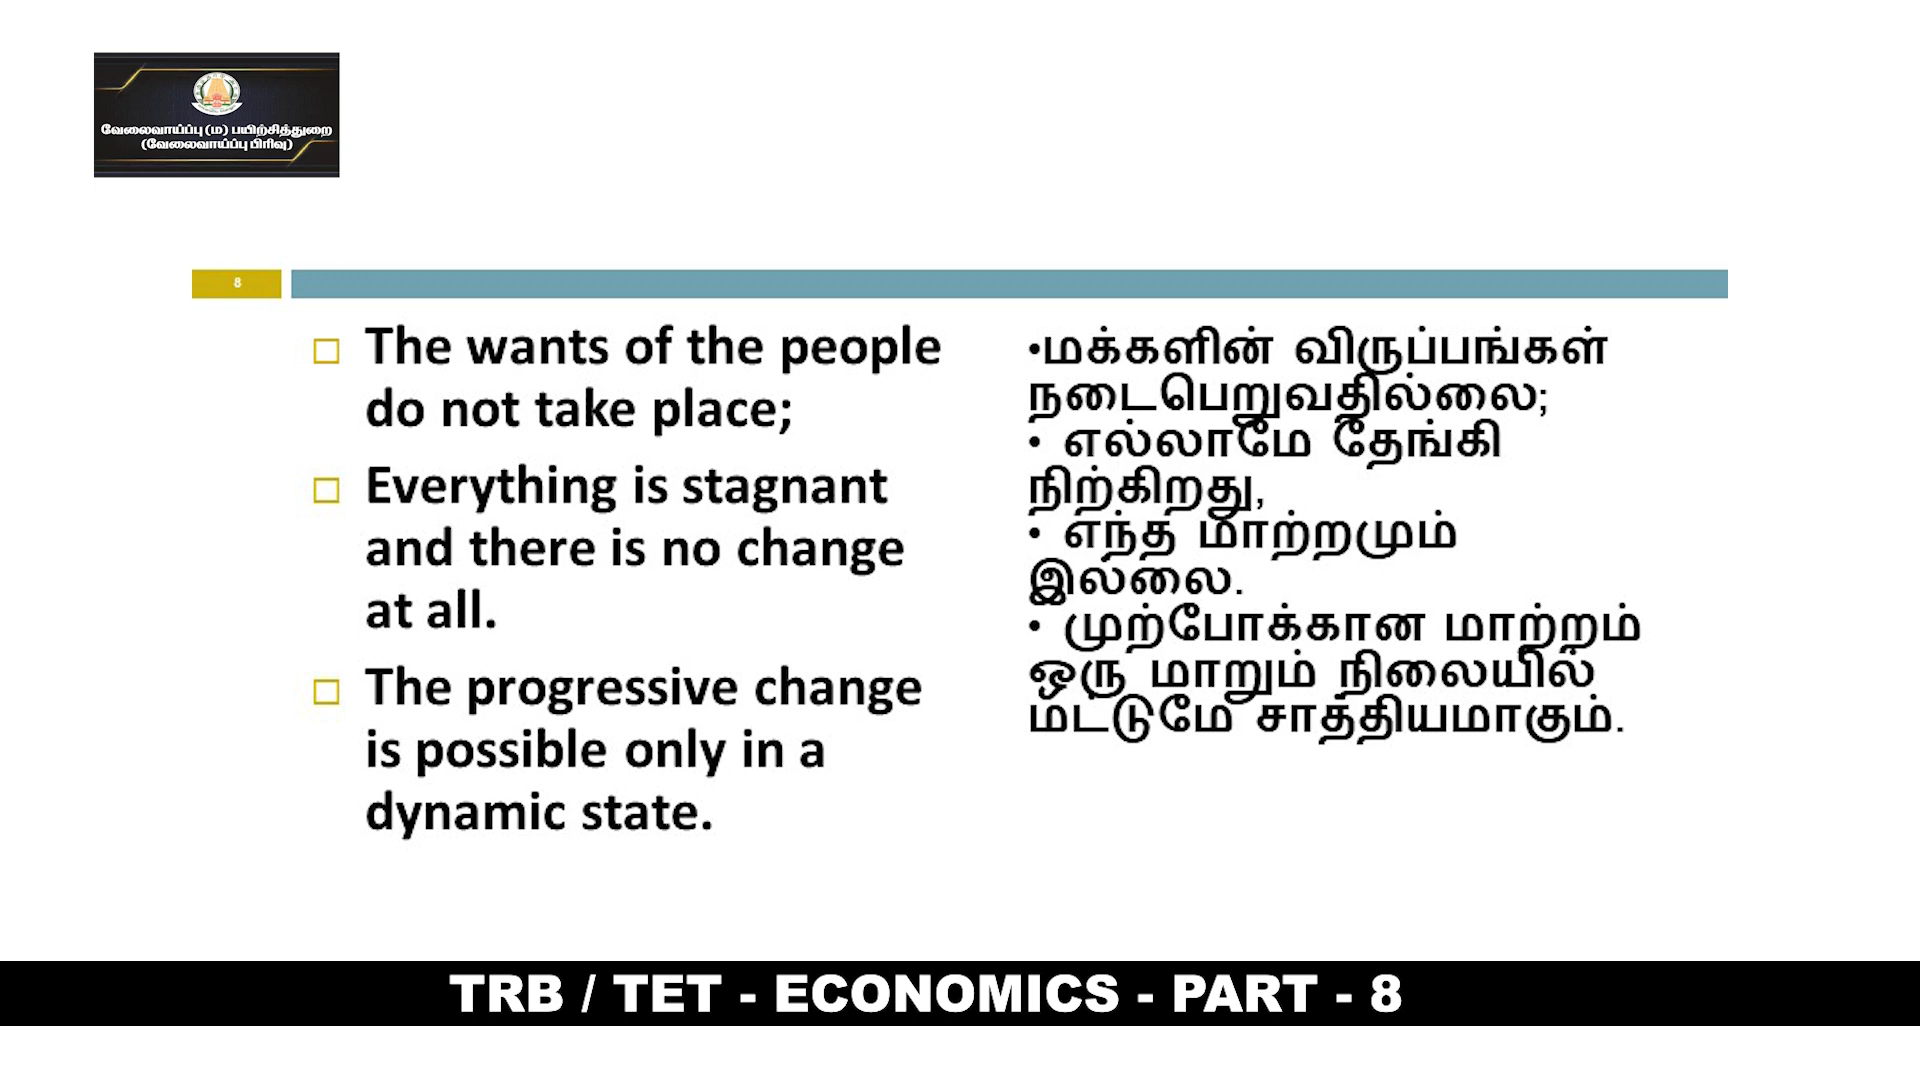 வேலைவாய்ப்பு (ம) பயிற்சித்துறை
(வேலைவாய்ப்பு பிரிவு)
8
The wants of the people
do not take place;
Everything is stagnant
and there is no change
at all.
The progressive change
is possible only in a
dynamic state.
•மக்களின் விருப்பங்கள்
நடைபெறுவதில்லை;
• எல்லாமே தேங்கி
நிற்கிறது,
• எந்த மாற்றமும்
இல்லை.
• முற்போக்கான மாற்றம்
ஒரு மாறும் நிலையில்
மட்டுமே சாத்தியமாகும்.
TRB / TET - ECONOMICS - PART - 8